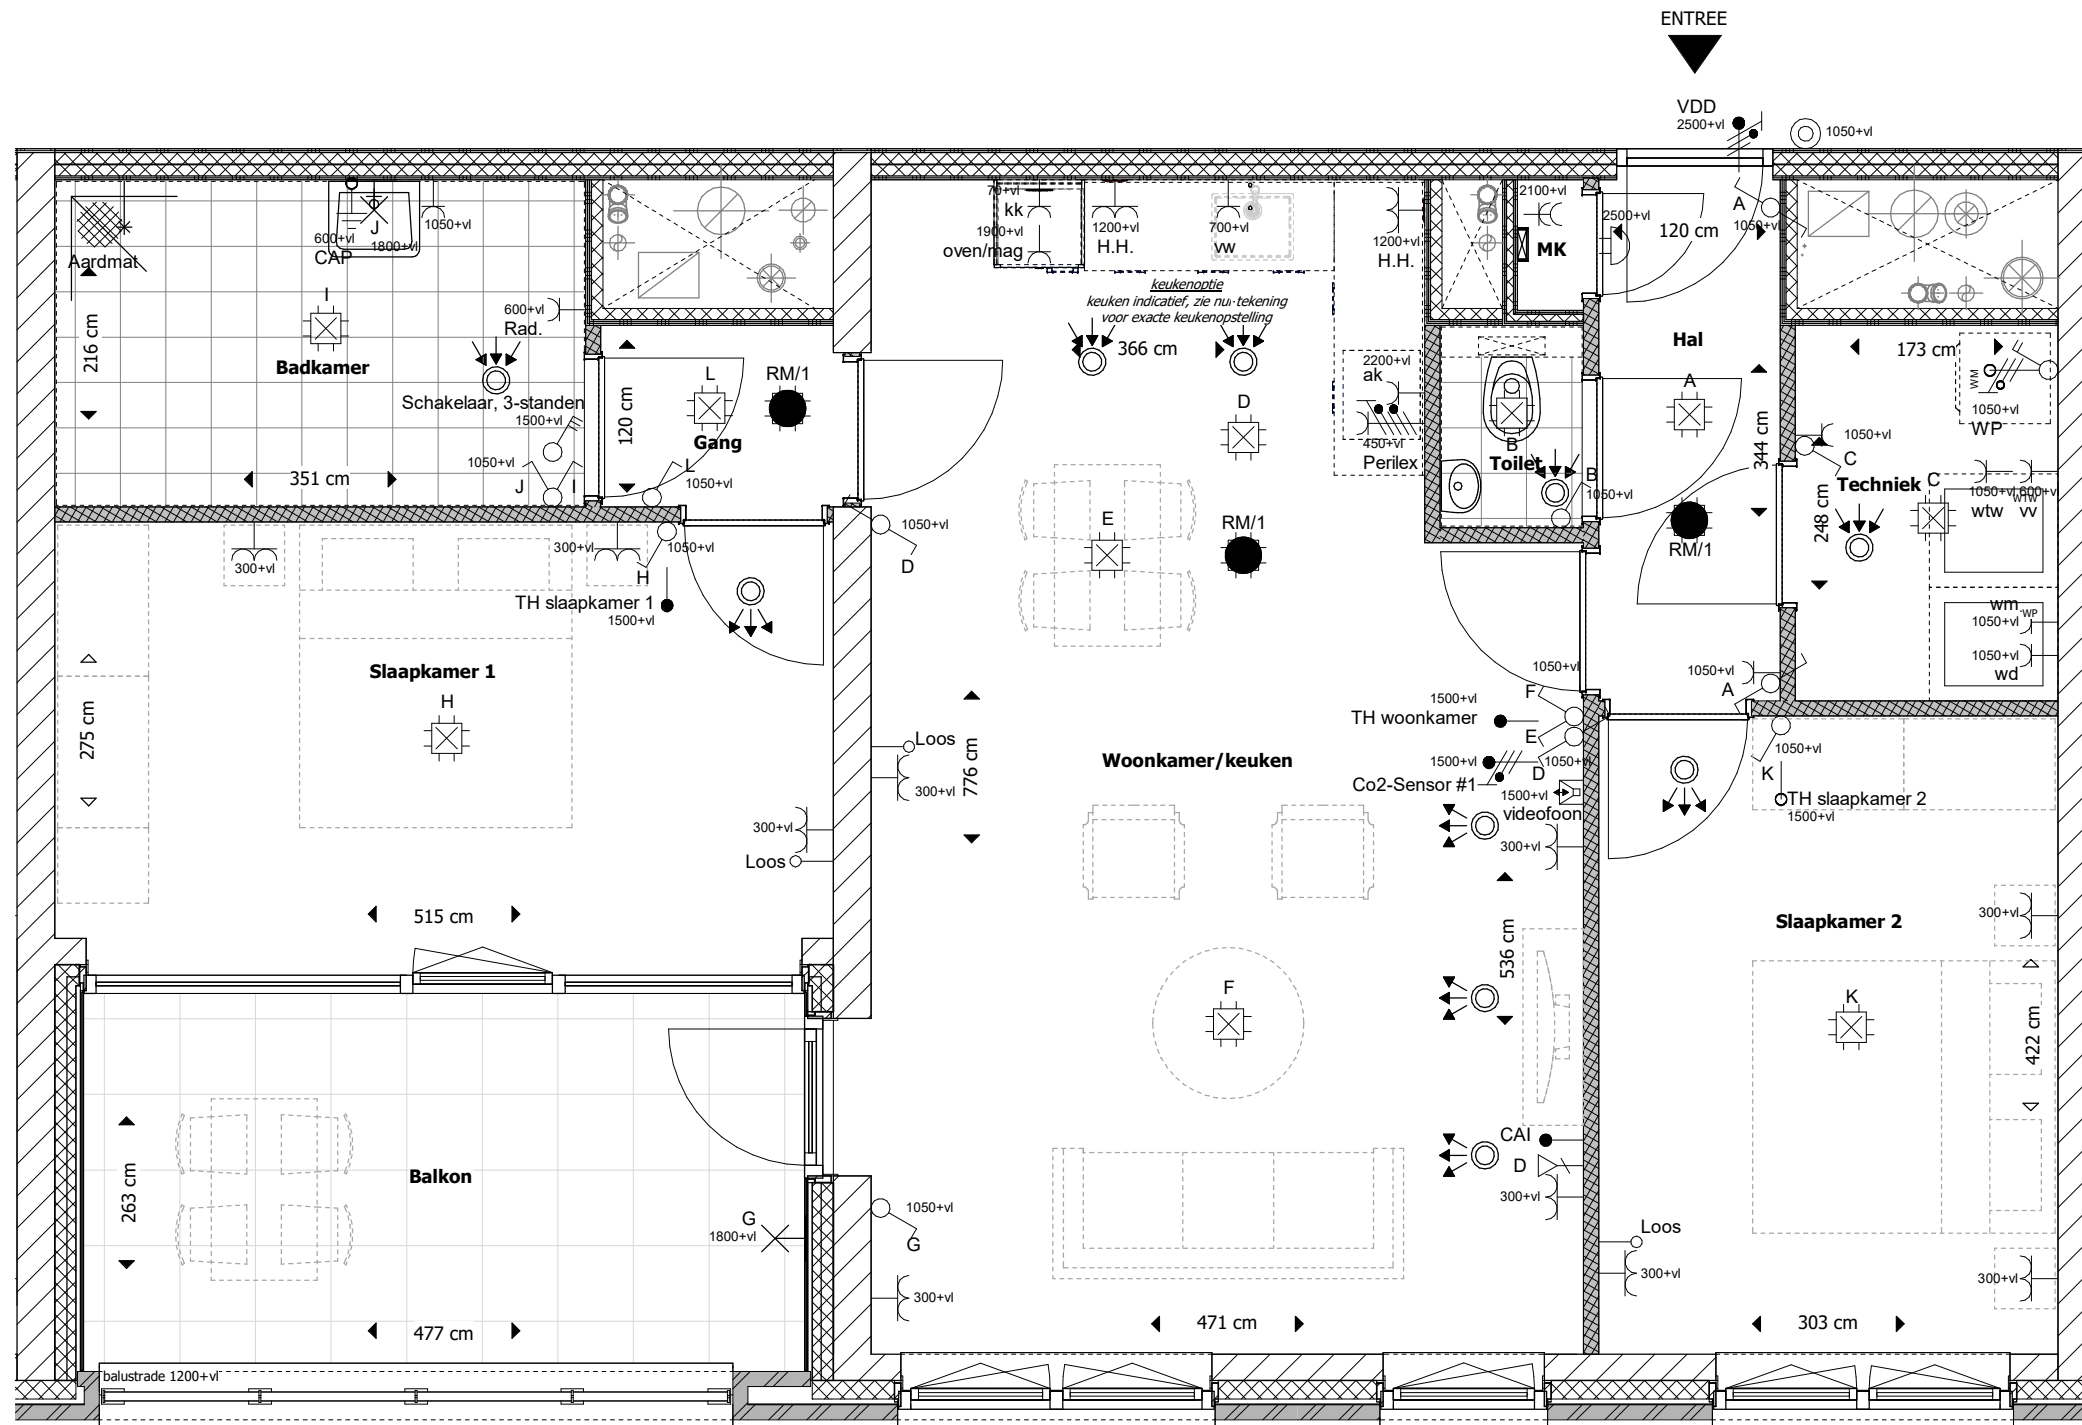 ENTREE
VDD
2500+vl
1050+vl
600+vl
CAP
J
1800+vl
1050+vl
Aardmat
I
216 cm
Badkamer
600+vl
Rad.
Schakelaar, 3-standen
1500+vl
1050+vl
J
I
351 cm
120 cm
L
RM/1
Gang
L
1050+vl
kk
1900+vl
oven/mag
1200+vl
H.H.
700+vl
vw
1200+vl
H.H.
keukenoptie
voor exacte keukenopstelling
366 cm
D
2200+vl
ak
450+vl
Perilex
E
RM/1
2100+vl
MK
2500+vl
120 cm
A
1050+vl
Hal
A
344 cm
RM/1
B
Toilet
B
1050+vl
173 cm
WM
1050+vl
WP
1050+vl
C
Techniek
C
248 cm
1050+vl
wtw
600+vl
vv
wm
WP
1050+vl
1050+vl
wd
1050+vl
A
300+vl
300+vl
1050+vl
H
TH slaapkamer 1
1500+vl
Slaapkamer 1
H
275 cm
515 cm
300+vl
Loos
1050+vl
D
Loos
300+vl
776 cm
Woonkamer/keuken
1050+vl
F
1500+vl
TH woonkamer
E
1500+vl
D
1050+vl
Co2-Sensor #1
1500+vl
videofoon
300+vl
536 cm
F
CAI
D
300+vl
471 cm
1050+vl
G
300+vl
1050+vl
K
TH slaapkamer 2
1500+vl
Slaapkamer 2
300+vl
K
422 cm
Loos
300+vl
300+vl
303 cm
Balkon
263 cm
G
1800+vl
477 cm
balustrade 1200+vl